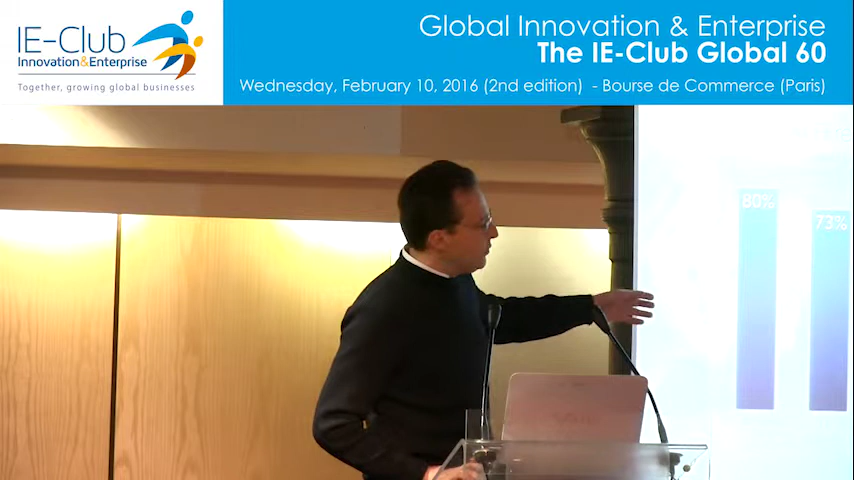 IE-Club
Innovation&Enterprise
Together, growing global businesses
Global Innovation & Enterprise
The IE-Club Global 60
Wednesday, February 10, 2016 (2nd edition) - Bourse de Commerce (Paris)
80%
73%